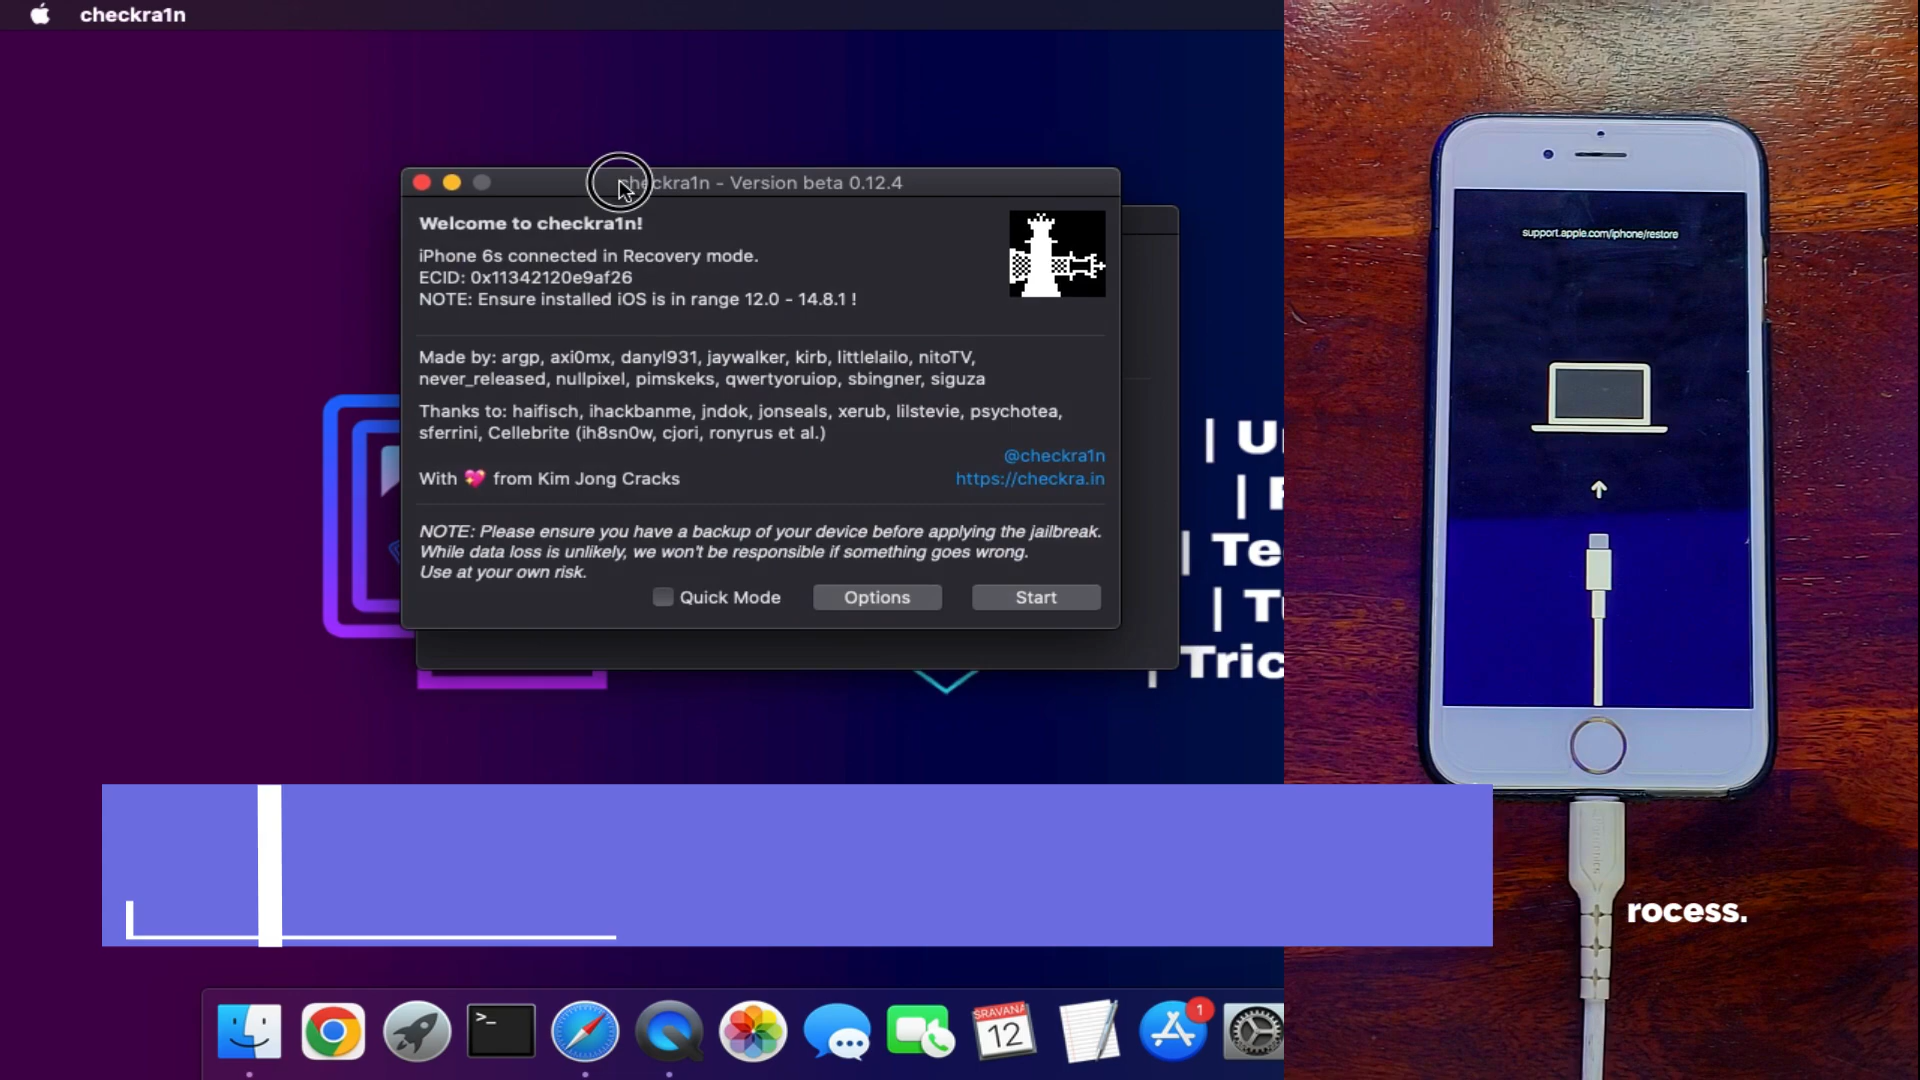 checkra1n
checkra1n - Version beta 0.12.4
Welcome to checkra1n!
iPhone 6s connected in Recovery mode.
ECID: 0x11342120e9af26
NOTE: Ensure installed iOS is in range 12.0 - 14.8.1 !
Made by: argp, axi0mx, danyl931, jaywalker, kirb, littlelailo, nitoTV,
never_released, nullpixel, pimskeks, qwertyoruiop, sbingner, siguza
Thanks to: haifisch, ihackbanme, jndok, jonseals, xerub, lilstevie, psychotea,
sferrini, Cellebrite (ih8sn0w, cjori, ronyrus et al.)
@checkra1n
With 💖 from Kim Jong Cracks
https://checkra.in
NOTE: Please ensure you have a backup of your device before applying the jailbreak.
While data loss is unlikely, we won't be responsible if something goes wrong.
Use at your own risk.
Quick Mode
Options
Start
| U
|
| Te
| T
| Tric
support.apple.com/iphone/restore
rocess.
>_
SRAVANA
12
1